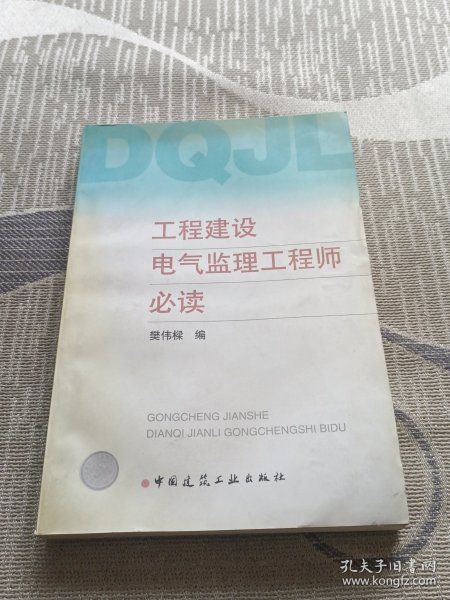 DQJL
工程建设
电气监理工程师
必读
樊伟樑 编
GONGCHENG JIANSHE
DIANQI JIANLI GONGCHENGSHI BIDU
中国建筑工业出版社
孔夫子旧书网
www.kongfz.com